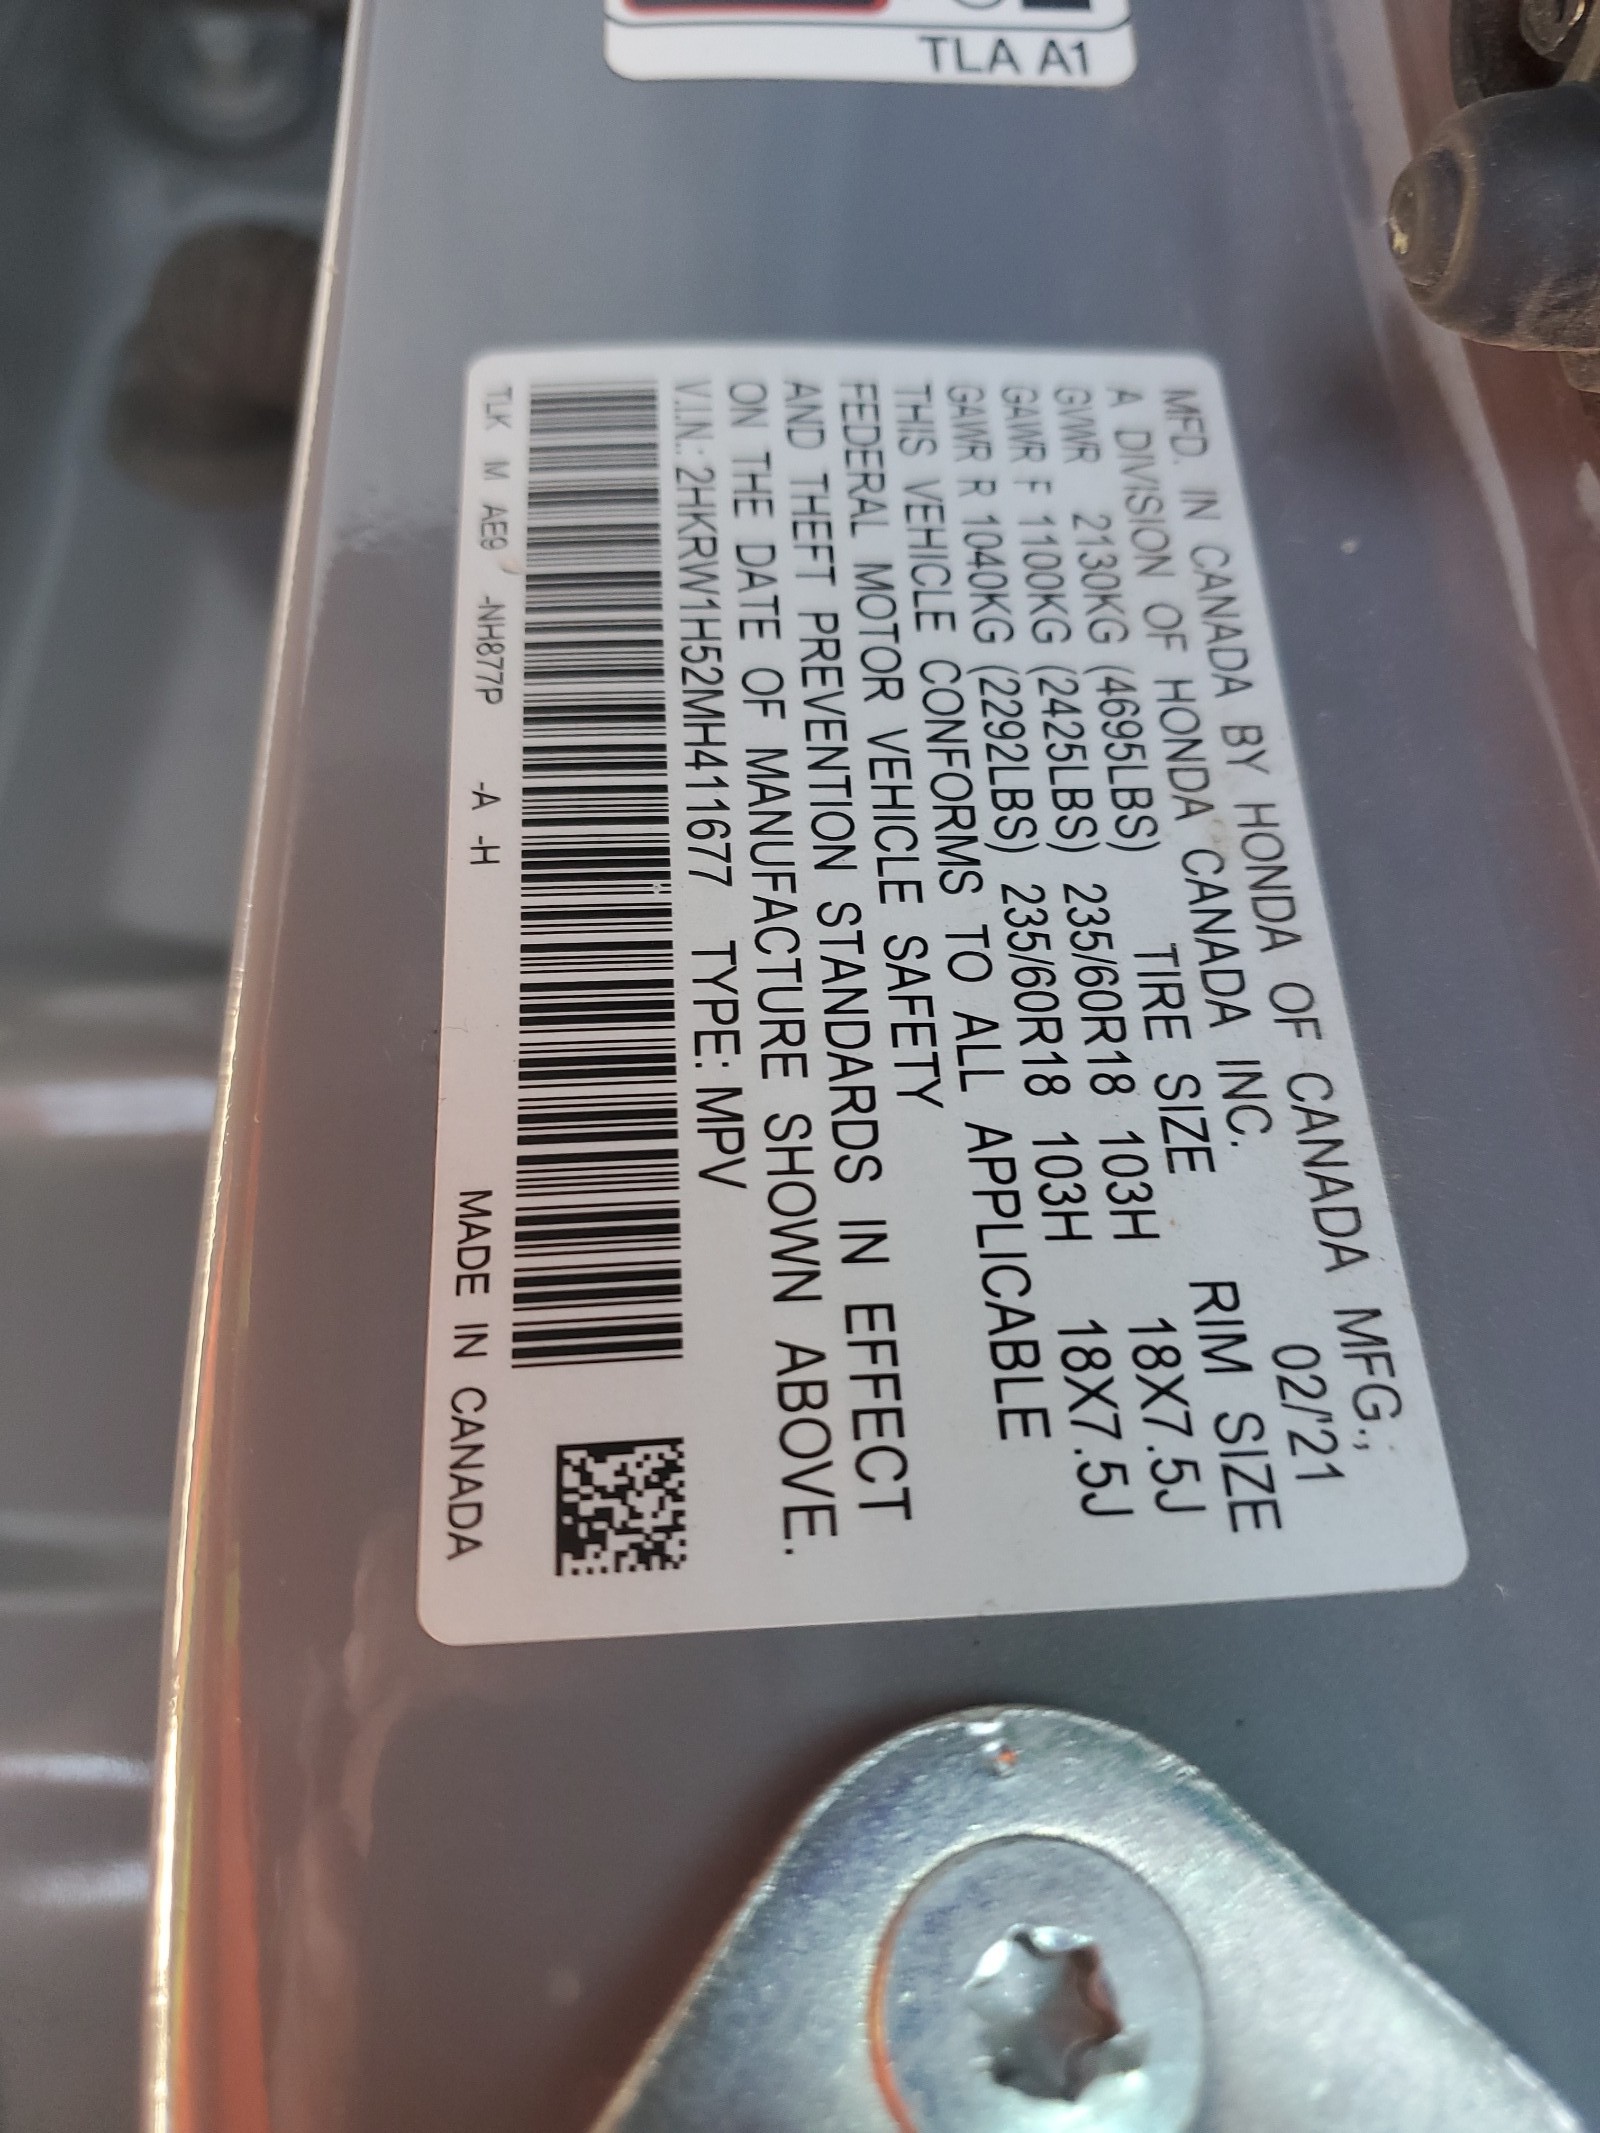 TLA A1
MFD. IN CANADA BY HONDA OF CANADA MFG.,
A DIVISION OF HONDA CANADA INC. 02/'21
GVWR 2130KG (4695LBS) TIRE SIZE RIM SIZE
GAWR F 1100KG (2425LBS) 235/60R18 103H 18X7.5J
GAWR R 1040KG (2292LBS) 235/60R18 103H 18X7.5J
THIS VEHICLE CONFORMS TO ALL APPLICABLE
FEDERAL MOTOR VEHICLE SAFETY
AND THEFT PREVENTION STANDARDS IN EFFECT
ON THE DATE OF MANUFACTURE SHOWN ABOVE.
V.I.N.: 2HKRW1H52MH411677 TYPE: MPV
TLK M AE9 -NH877P -A -H MADE IN CANADA